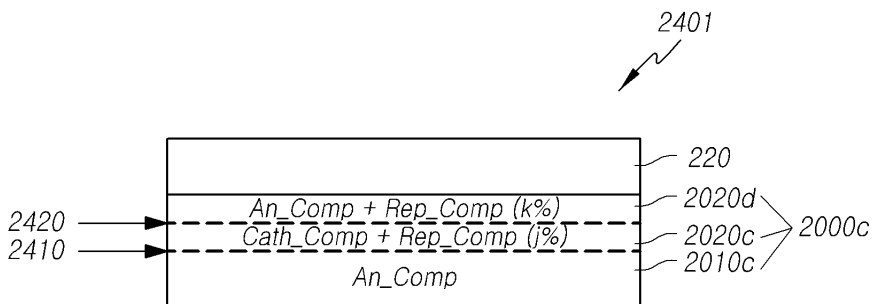 2401
220
An_Comp + Rep_Comp (k%)
2020d
2420
Cath_Comp + Rep_Comp (j%)
2020c
2000c
2410
An_Comp
2010c